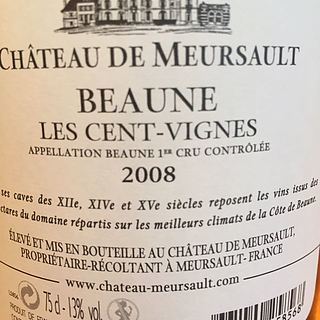 CHÂTEAU DE MEURSAULT
BEAUNE
LES CENT-VIGNES
APPELLATION BEAUNE 1ER CRU CONTRÔLÉE
2008
ses caves des XIIe, XIVe et XVe siècles reposent les vins issus des
ctares du domaine répartis sur les meilleurs climats de la Côte de Beaune.
ÉLEVÉ ET MIS EN BOUTEILLE AU CHÂTEAU DE MEURSAULT,
PROPRIÉTAIRE-RÉCOLTANT À MEURSAULT- FRANCE
www.chateau-meursault.com
75 cl - 13% vol
8568